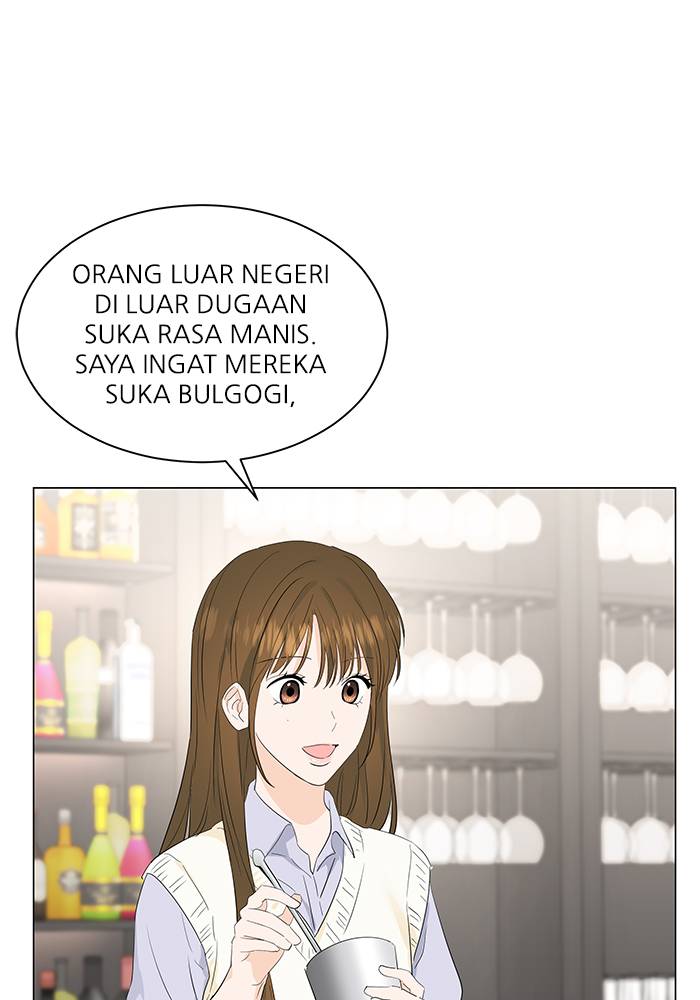 ORANG LUAR NEGERI
DI LUAR DUGAAN
SUKA RASA MANIS.
SAYA INGAT MEREKA
SUKA BULGOGI,